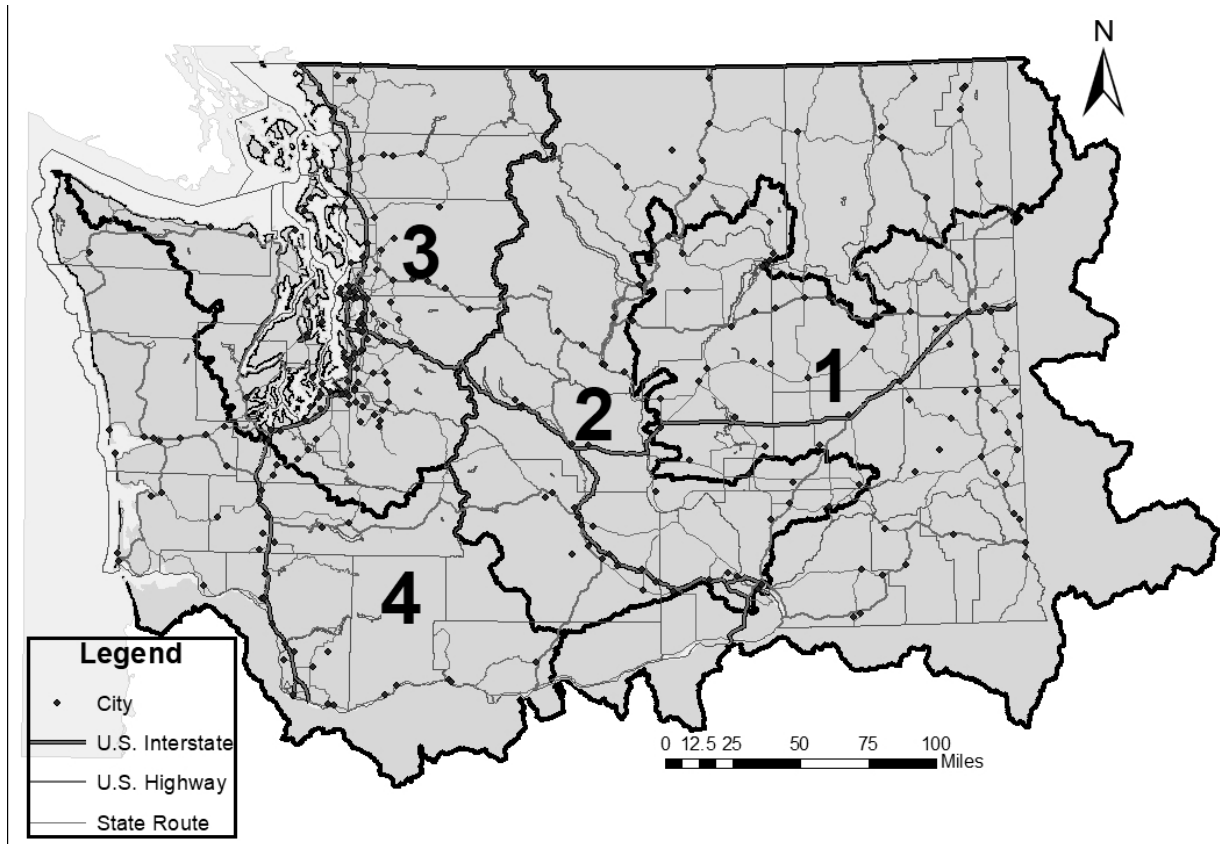 N
3
1
2
4
Legend
City
U.S. Interstate
U.S. Highway
State Route
0 12.5 25 50 75 100
Miles